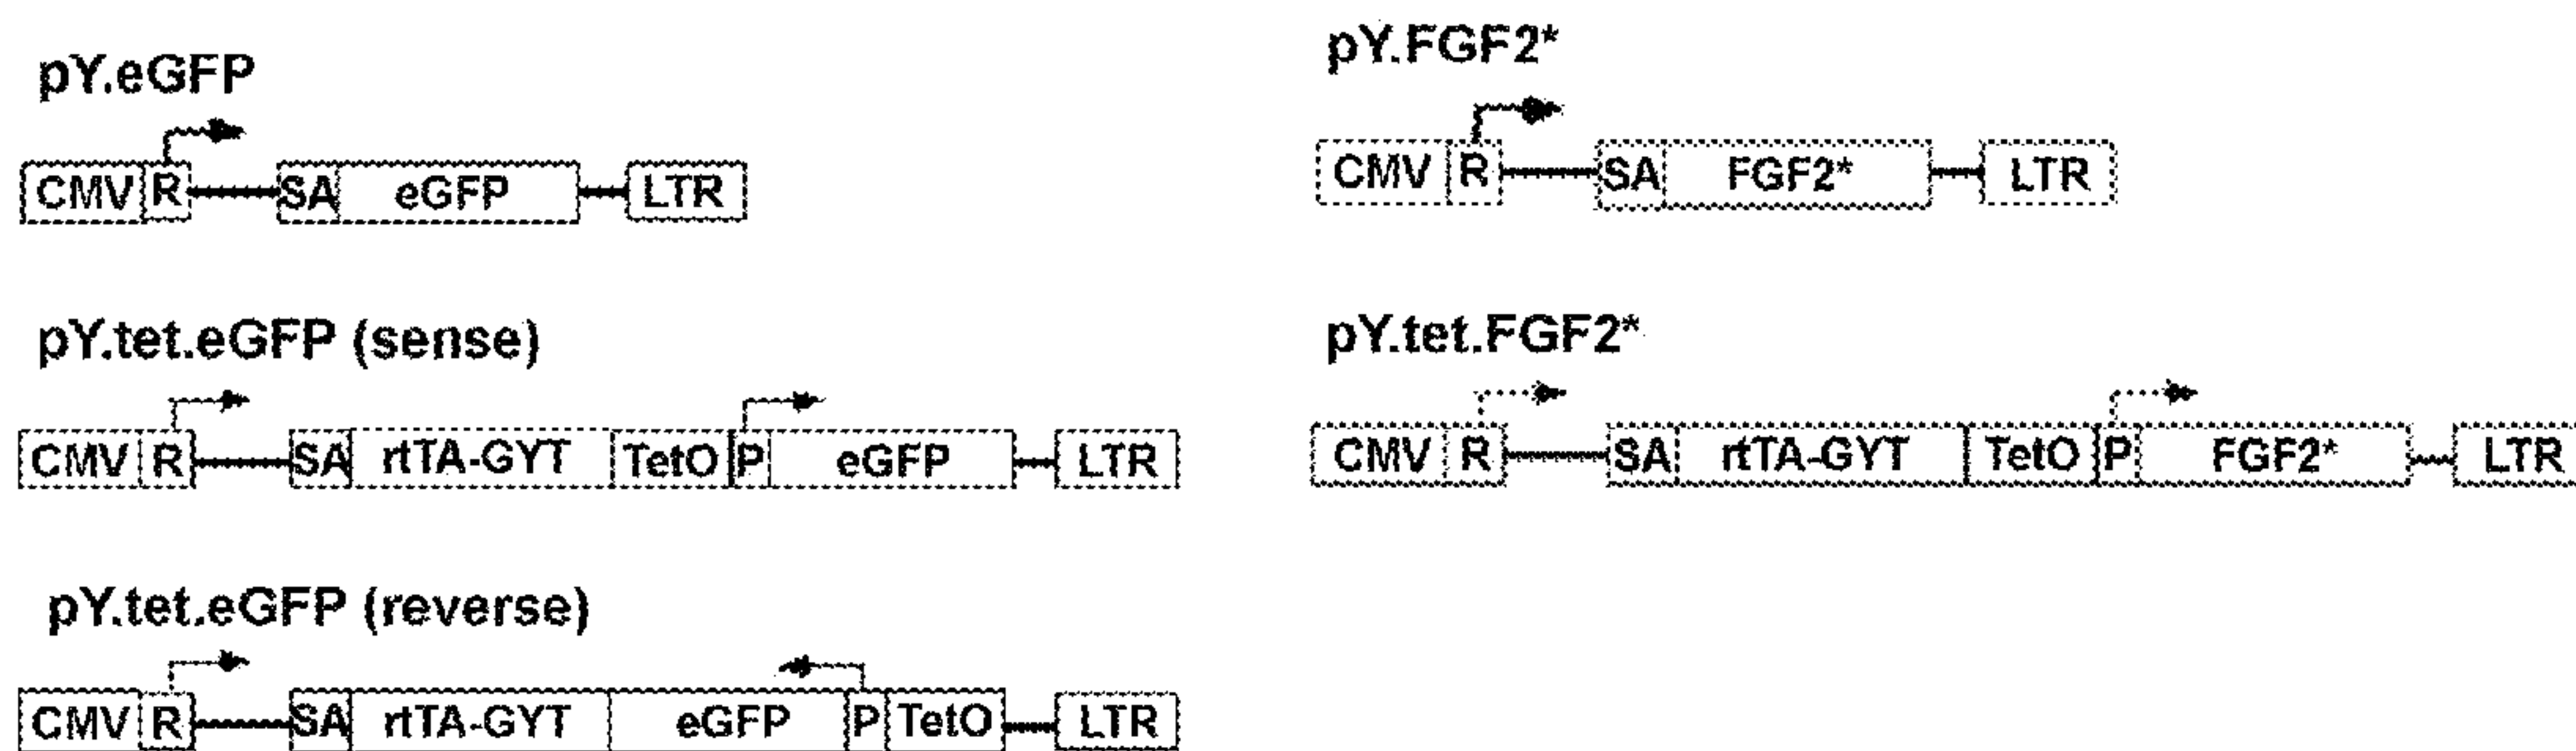 pY.eGFP
CMV R SA eGFP LTR
pY.tet.eGFP (sense)
CMV R SA rtTA-GYT TetO P eGFP LTR
pY.tet.eGFP (reverse)
CMV R SA rtTA-GYT eGFP P TetO LTR
pY.FGF2*
CMV R SA FGF2* LTR
pY.tet.FGF2*
CMV R SA rtTA-GYT TetO P FGF2* LTR